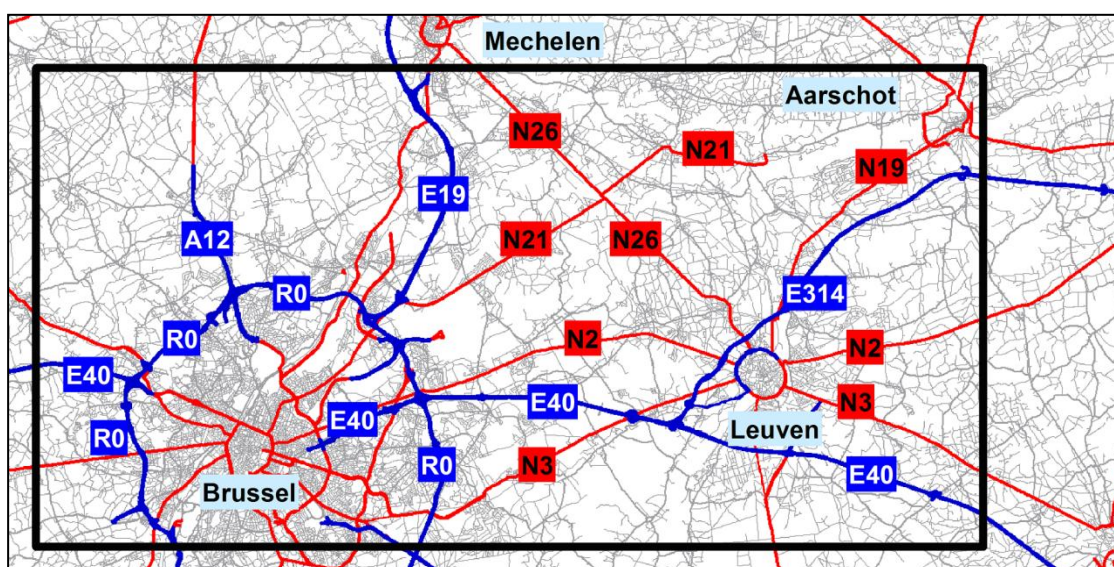 Mechelen
Aarschot
N26
N21
N19
E19
A12
N21
N26
R0
E314
R0
N2
N2
E40
E40
E40
N3
R0
Leuven
N3
R0
E40
Brussel